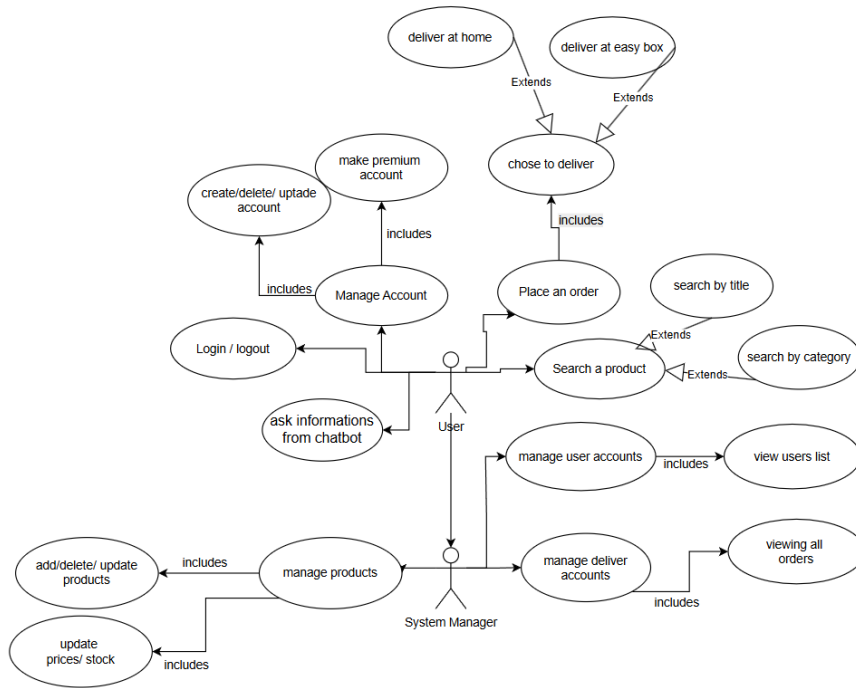 deliver at home
deliver at easy box
Extends
Extends
make premium
account
chose to deliver
create/delete/ uptade
account
includes
includes
includes
Manage Account
Place an order
search by title
Extends
Login / logout
Search a product
search by category
Extends
ask informations
from chatbot
User
manage user accounts
includes
view users list
add/delete/ update
products
includes
manage products
manage deliver
accounts
viewing all
orders
includes
System Manager
update
prices/ stock
includes